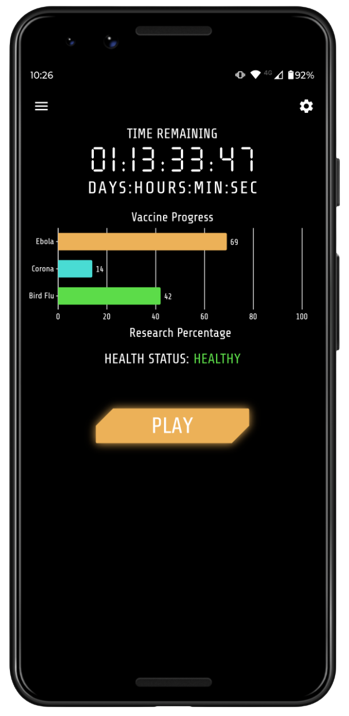 10:26 4G 92%
TIME REMAINING
01:13:33:47
DAYS:HOURS:MIN:SEC
Vaccine Progress
Ebola 69
Corona 14
Bird Flu 42
0 20 40 60 80 100
Research Percentage
HEALTH STATUS: HEALTHY
PLAY